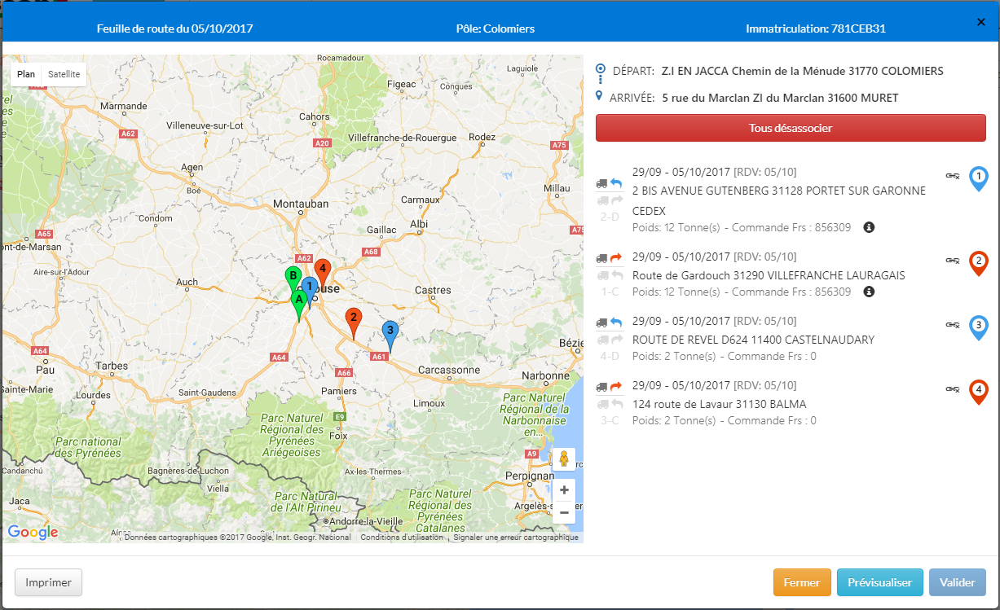 Feuille de route du 05/10/2017
Pôle: Colomiers
Immatriculation: 781CEB31
×
Plan
Satellite
Rocamadour
Laguiole
Figeac
Conques
Marmande
Cahors
Villeneuve-sur-Lot
A62
A20
Villefranche-de-Rouergue
Rodez
A75
Agen
Boé
Millau
Carmaux
Montauban
Condom
Albi
Gaillac
A75
A65
A68
ont-de-Marsan
A62
Aire-sur-l'Adour
Auch
B
4
1
ouse
Castres
A
2
3
A64
A61
Bézie
A64
Pau
Tarbes
A66
Carcassonne
Narbonne
Sainte-Marie
Lourdes
Saint-Gaudens
Pamiers
Limoux
Parc Naturel
Régional de la
Narbonnaise
en...
Parc Naturel
Régional des
Pyrénées
Ariégeoises
E9
Foix
Parc national
des Pyrénées
A9
Candanchú
Bagnères-de-Luchon
Ax-les-Thermes
Perpignan
Viella
Jaca
Parc Natural
de l'Alt Pirineu
Parc Naturel
Régional des
Pyrénées
Catalanes
Argelès-s
er
+
−
Andorre-la-Vieille
Google
Données cartographiques ©2017 Google, Inst. Geogr. Nacional
Conditions d'utilisation
Signaler une erreur cartographique
DÉPART: Z.I EN JACCA Chemin de la Ménude 31770 COLOMIERS
ARRIVÉE: 5 rue du Marclan ZI du Marclan 31600 MURET
Tous désassocier
29/09 - 05/10/2017 [RDV: 05/10]
1
2 BIS AVENUE GUTENBERG 31128 PORTET SUR GARONNE
CEDEX
2-D
Poids: 12 Tonne(s) - Commande Frs : 856309
29/09 - 05/10/2017 [RDV: 05/10]
2
Route de Gardouch 31290 VILLEFRANCHE LAURAGAIS
1-C
Poids: 12 Tonne(s) - Commande Frs : 856309
29/09 - 05/10/2017 [RDV: 05/10]
3
ROUTE DE REVEL D624 11400 CASTELNAUDARY
4-D
Poids: 2 Tonne(s) - Commande Frs : 0
29/09 - 05/10/2017 [RDV: 05/10]
4
124 route de Lavaur 31130 BALMA
3-C
Poids: 2 Tonne(s) - Commande Frs : 0
Imprimer
Fermer
Prévisualiser
Valider